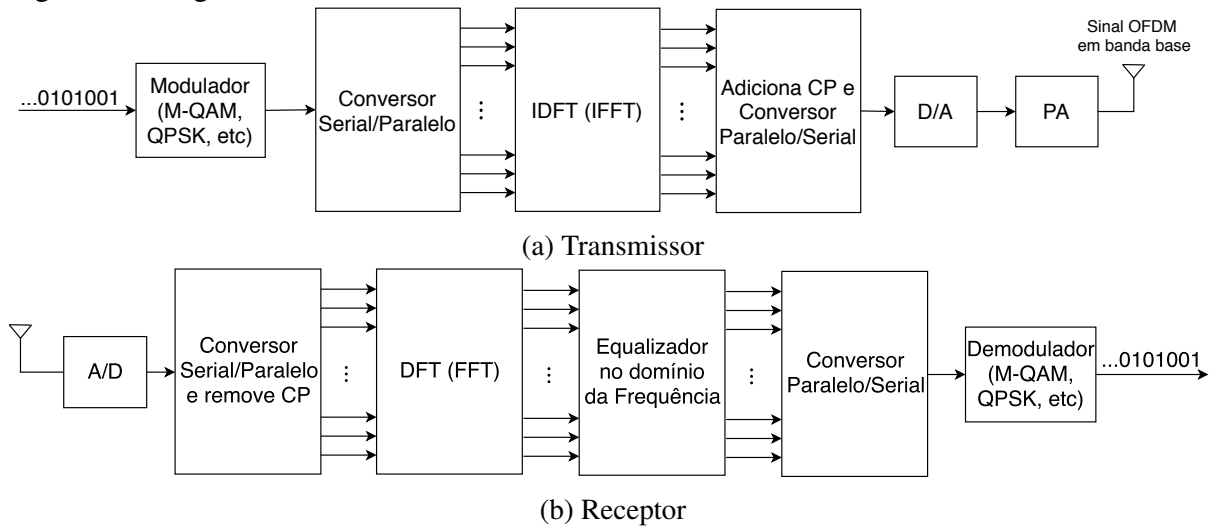 Sinal OFDM
em banda base
...0101001
Modulador
(M-QAM,
QPSK, etc)
Conversor
Serial/Paralelo
IDFT (IFFT)
Adiciona CP e
Conversor
Paralelo/Serial
D/A
PA
(a) Transmissor
A/D
Conversor
Serial/Paralelo
e remove CP
DFT (FFT)
Equalizador
no domínio
da Frequência
Conversor
Paralelo/Serial
Demodulador
(M-QAM,
QPSK, etc)
...0101001
(b) Receptor